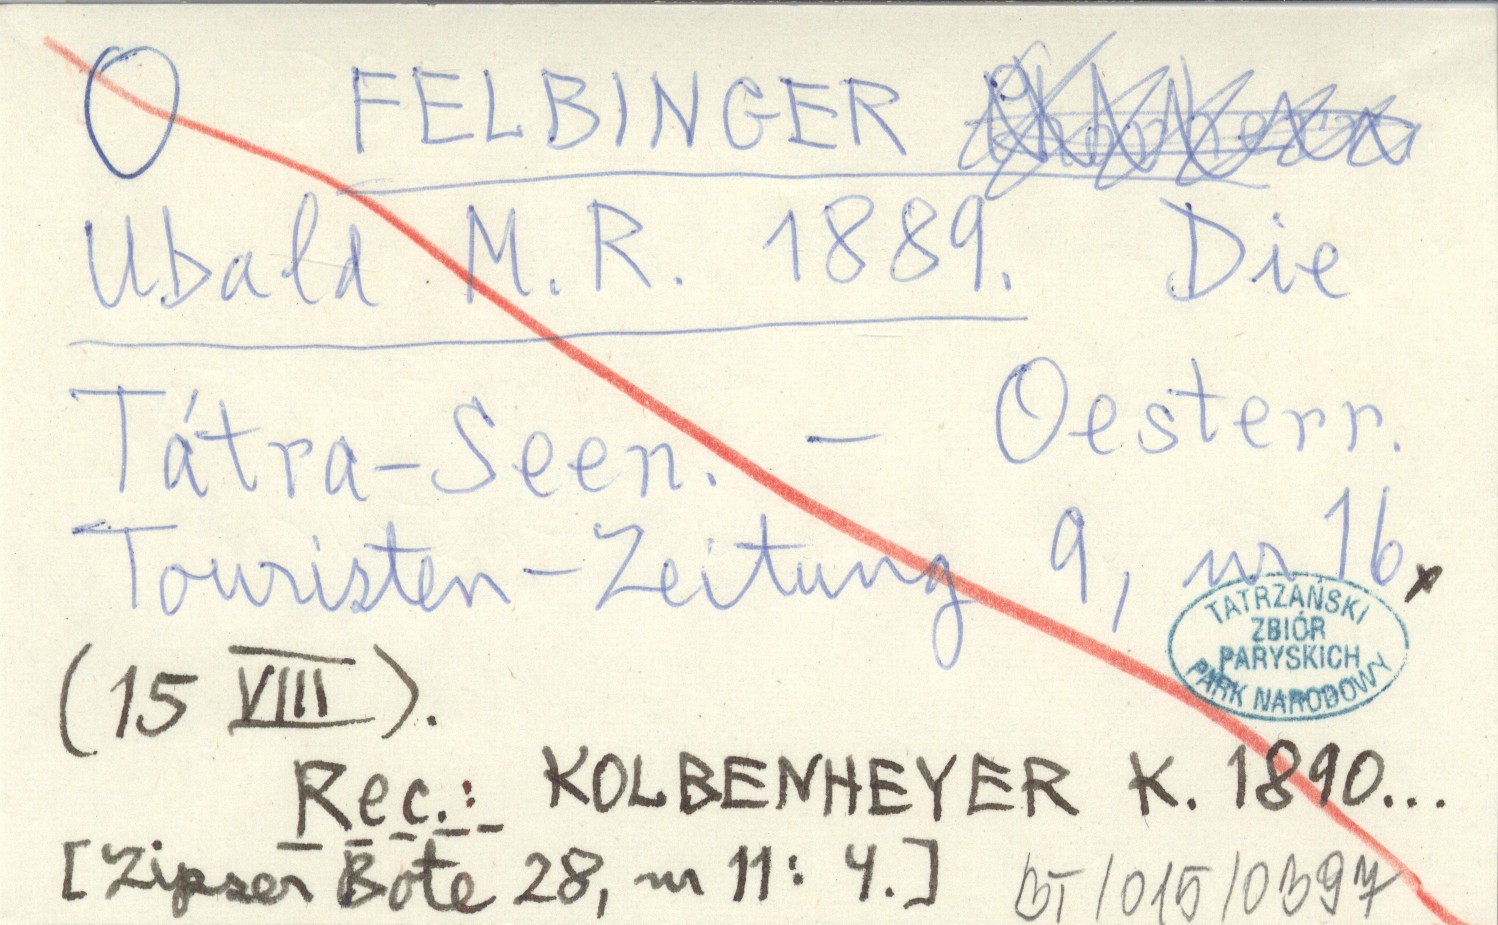 O FELBINGER
Ubald M. R. 1889. Die
Tátra-Seen. – Oesterr.
Touristen-Zeitung 9, nr 16.
TATRZAŃSKI
ZBIÓR
PARYSKICH
PARK NARODOWY
(15 VIII).
Rec.: KOLBENHEYER K. 1890...
[Zipser Bote 28, nr 11: 4.] BT/015/0397